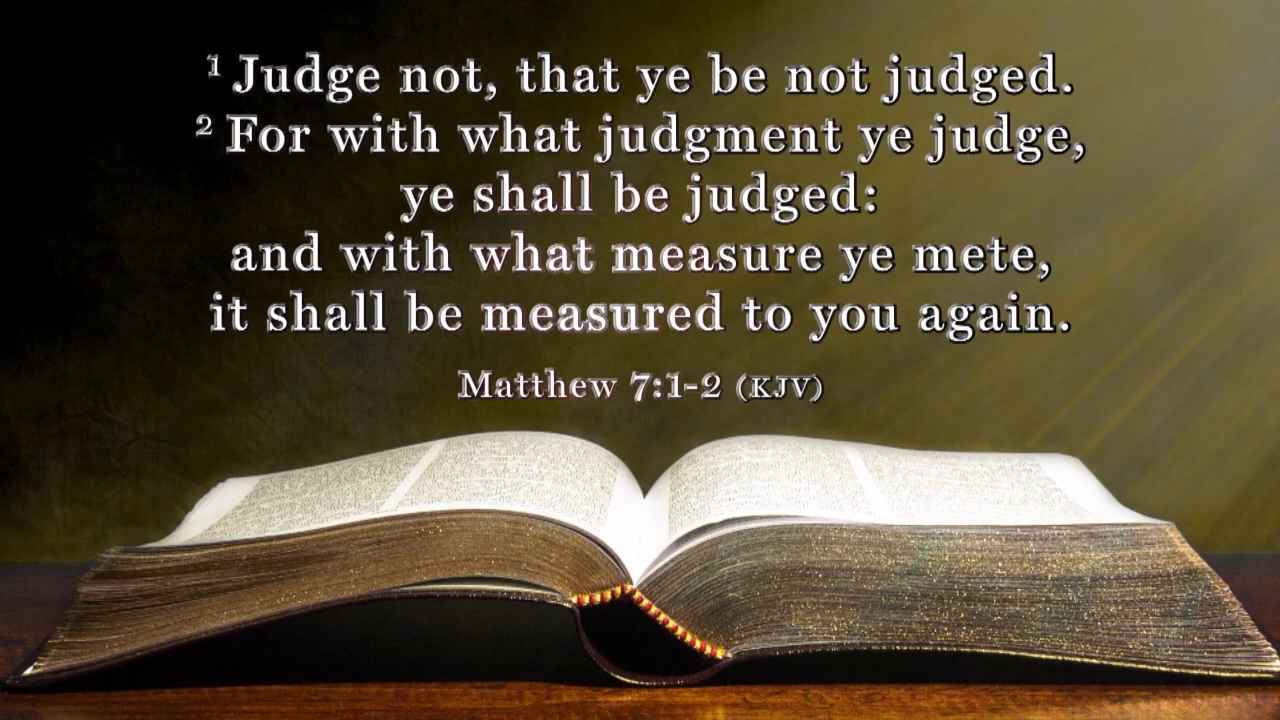 ¹ Judge not, that ye be not judged.
² For with what judgment ye judge,
ye shall be judged:
and with what measure ye mete,
it shall be measured to you again.
Matthew 7:1-2 (KJV)